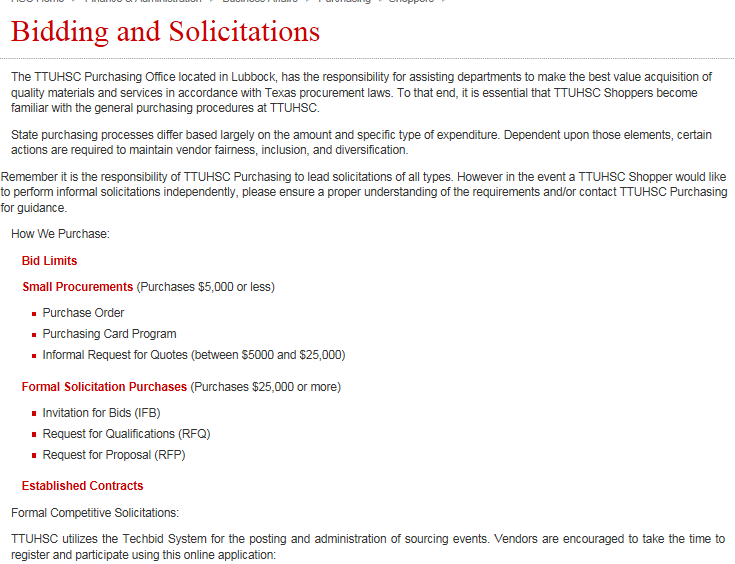 HSC Home > Finance & Administration > Business Affairs > Purchasing > Shoppers >
Bidding and Solicitations
The TTUHSC Purchasing Office located in Lubbock, has the responsibility for assisting departments to make the best value acquisition of
quality materials and services in accordance with Texas procurement laws. To that end, it is essential that TTUHSC Shoppers become
familiar with the general purchasing procedures at TTUHSC.
State purchasing processes differ based largely on the amount and specific type of expenditure. Dependent upon those elements, certain
actions are required to maintain vendor fairness, inclusion, and diversification.
Remember it is the responsibility of TTUHSC Purchasing to lead solicitations of all types. However in the event a TTUHSC Shopper would like
to perform informal solicitations independently, please ensure a proper understanding of the requirements and/or contact TTUHSC Purchasing
for guidance.
How We Purchase:
Bid Limits
Small Procurements (Purchases $5,000 or less)
Purchase Order
Purchasing Card Program
Informal Request for Quotes (between $5000 and $25,000)
Formal Solicitation Purchases (Purchases $25,000 or more)
Invitation for Bids (IFB)
Request for Qualifications (RFQ)
Request for Proposal (RFP)
Established Contracts
Formal Competitive Solicitations:
TTUHSC utilizes the Techbid System for the posting and administration of sourcing events. Vendors are encouraged to take the time to
register and participate using this online application: